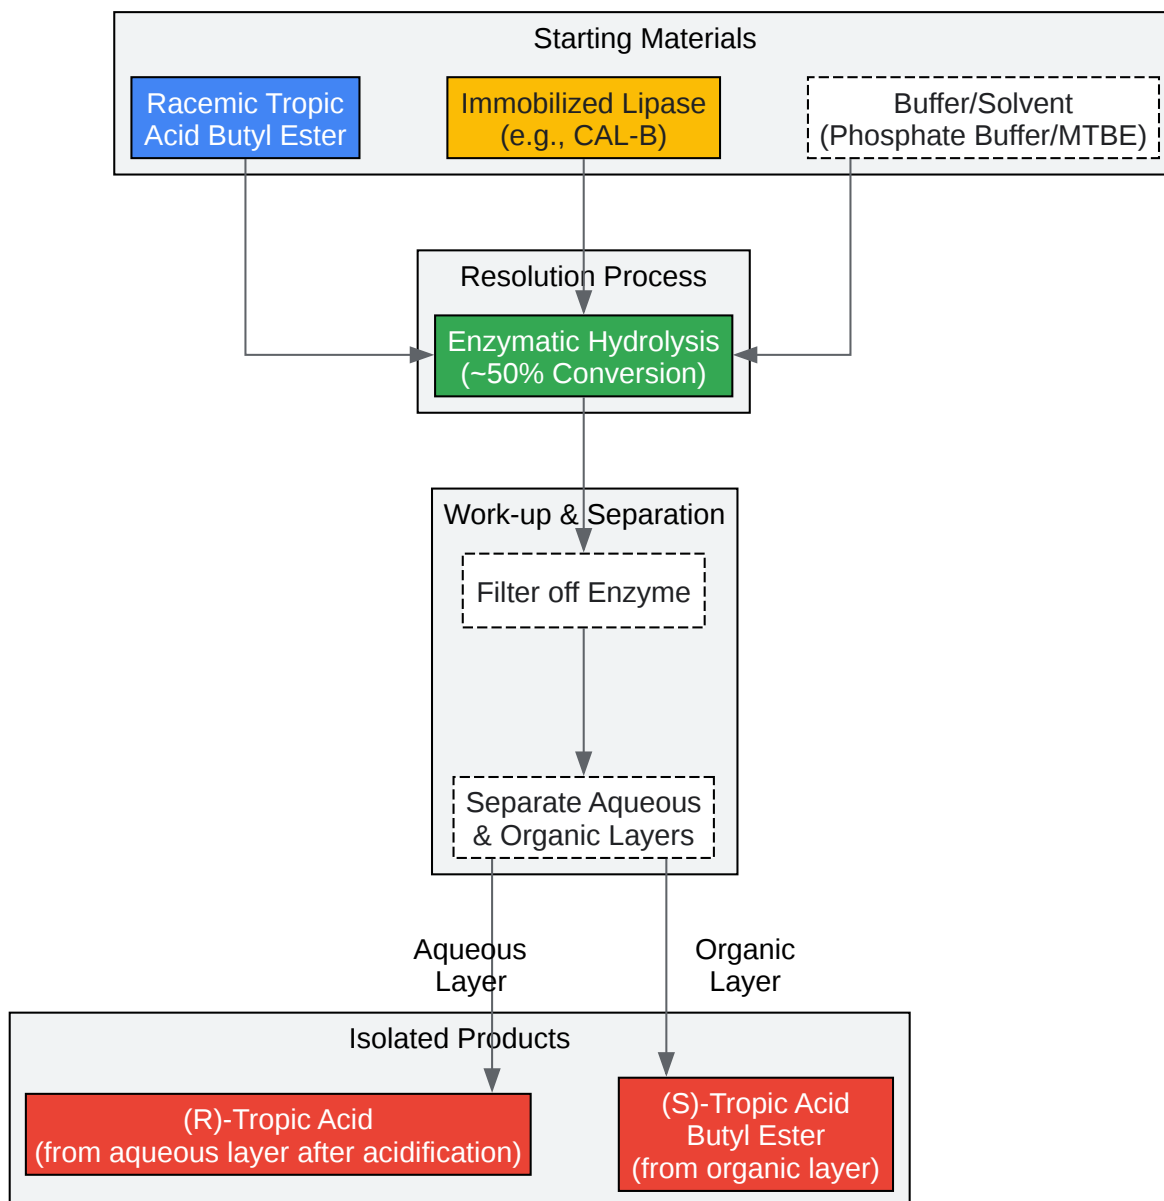 Starting Materials
Racemic Tropic
Acid Butyl Ester
Immobilized Lipase
(e.g., CAL-B)
Buffer/Solvent
(Phosphate Buffer/MTBE)
Resolution Process
Enzymatic Hydrolysis
(~50% Conversion)
Work-up & Separation
Filter off Enzyme
Separate Aqueous
& Organic Layers
Aqueous
Layer
Organic
Layer
Isolated Products
(R)-Tropic Acid
(from aqueous layer after acidification)
(S)-Tropic Acid
Butyl Ester
(from organic layer)